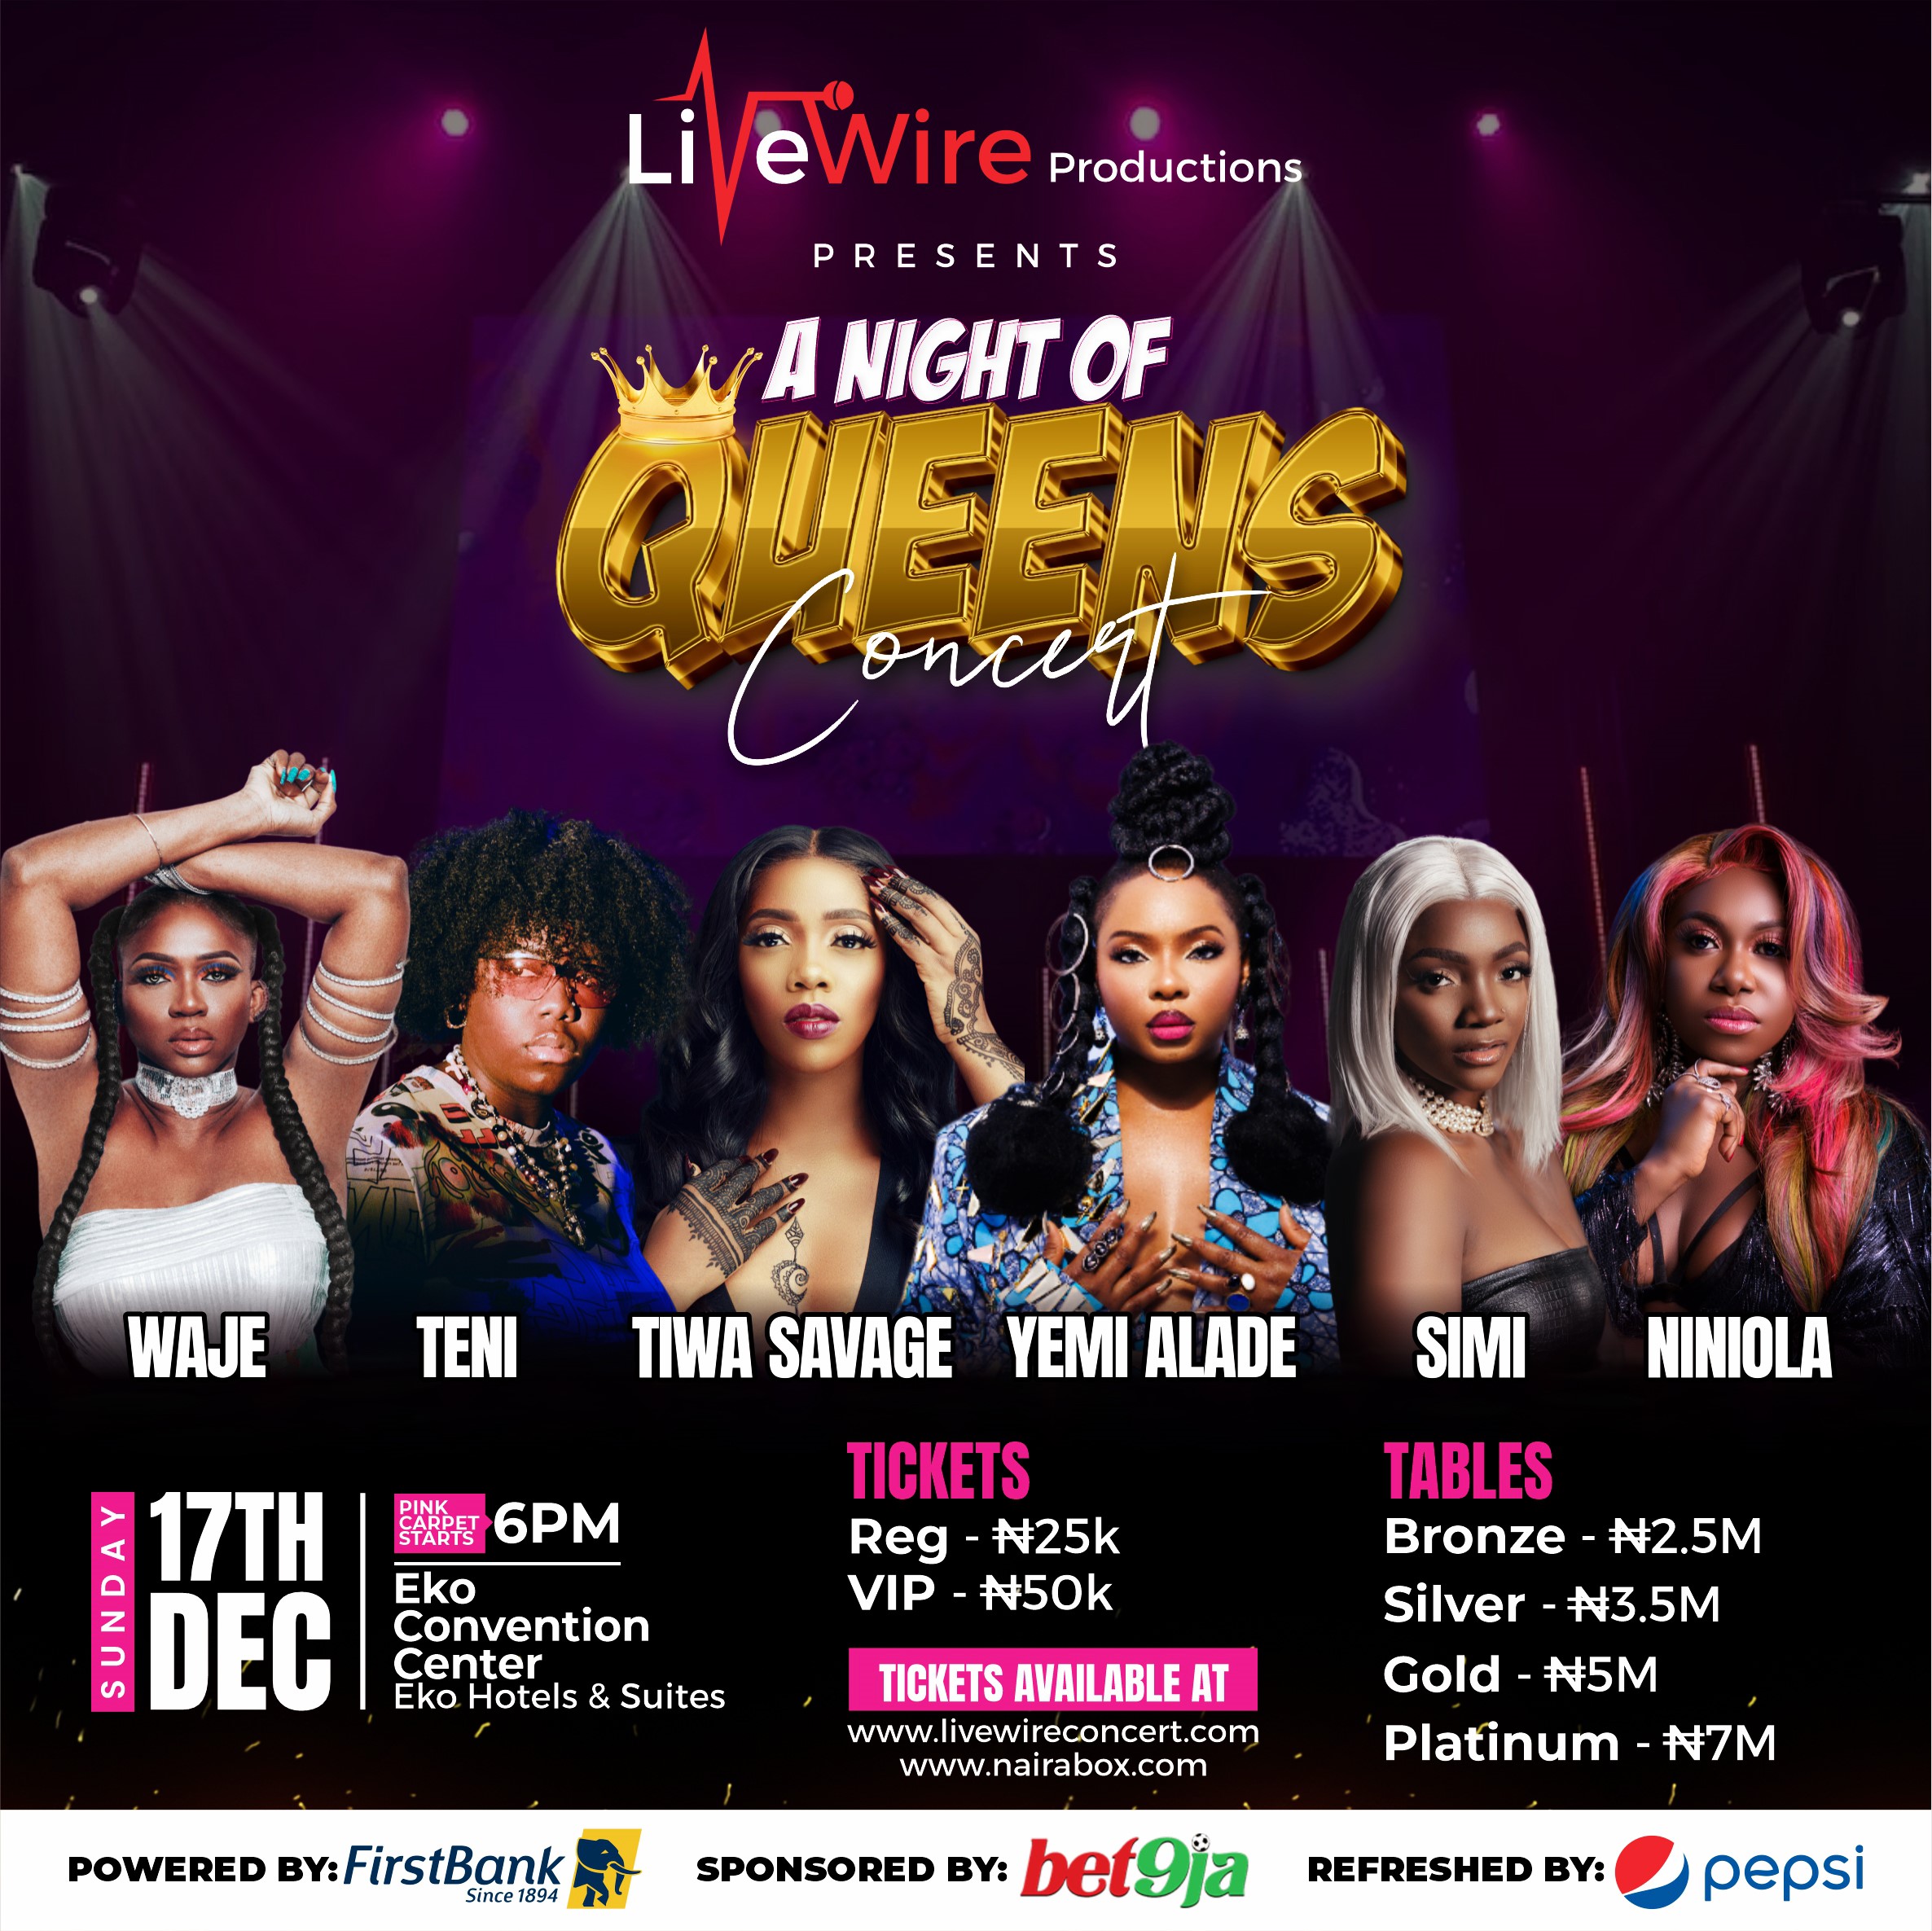 LiveWire Productions
PRESENTS
A NIGHT OF
QUEENS
Concert
WAJE
TENI
TIWA SAVAGE
YEMI ALADE
SIMI
NINIOLA
SUNDAY
17TH
DEC
PINK
CARPET
STARTS
6PM
Eko
Convention
Center
Eko Hotels & Suites
TICKETS
Reg - ₦25k
VIP - ₦50k
TICKETS AVAILABLE AT
www.livewireconcert.com
www.nairabox.com
TABLES
Bronze - ₦2.5M
Silver - ₦3.5M
Gold - ₦5M
Platinum - ₦7M
POWERED BY: FirstBank
Since 1894
SPONSORED BY: bet9ja
REFRESHED BY: pepsi